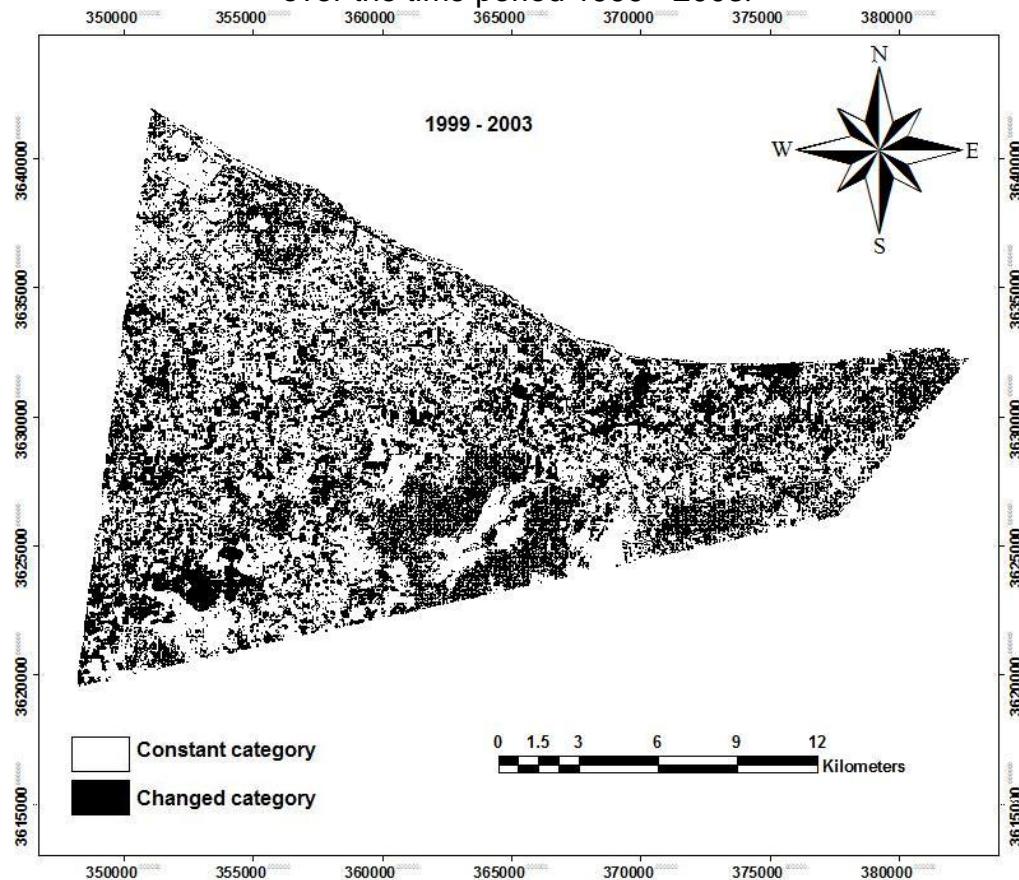 over the time period
350000 355000 360000 365000 370000 375000 380000
N
1999 - 2003
W E
3640000 3640000
S
3635000 3635000
3630000 3630000
3625000 3625000
3620000 3620000
Constant category
0 1.5 3 6 9 12
Kilometers
Changed category
3615000 3615000
350000 355000 360000 365000 370000 375000 380000